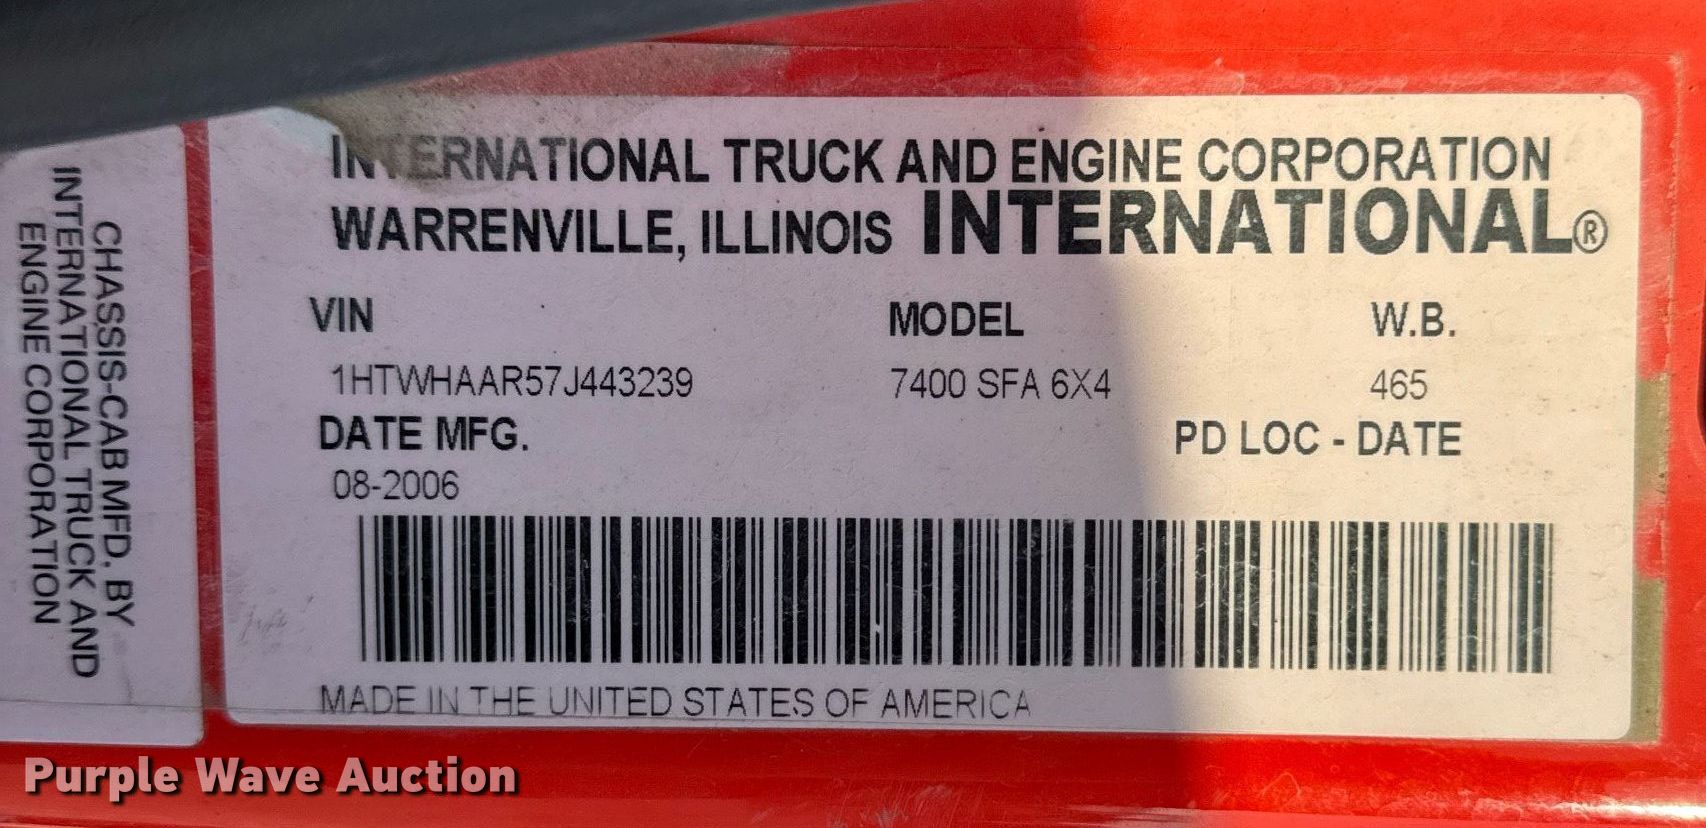 INTERNATIONAL TRUCK AND ENGINE CORPORATION
WARRENVILLE, ILLINOIS INTERNATIONAL®
VIN MODEL W.B.
1HTWHAAR57J443239 7400 SFA 6X4 465
DATE MFG. PD LOC - DATE
08-2006
MADE IN THE UNITED STATES OF AMERICA
CHASSIS-CAB MFD. BY
INTERNATIONAL TRUCK AND
ENGINE CORPORATION
Purple Wave Auction